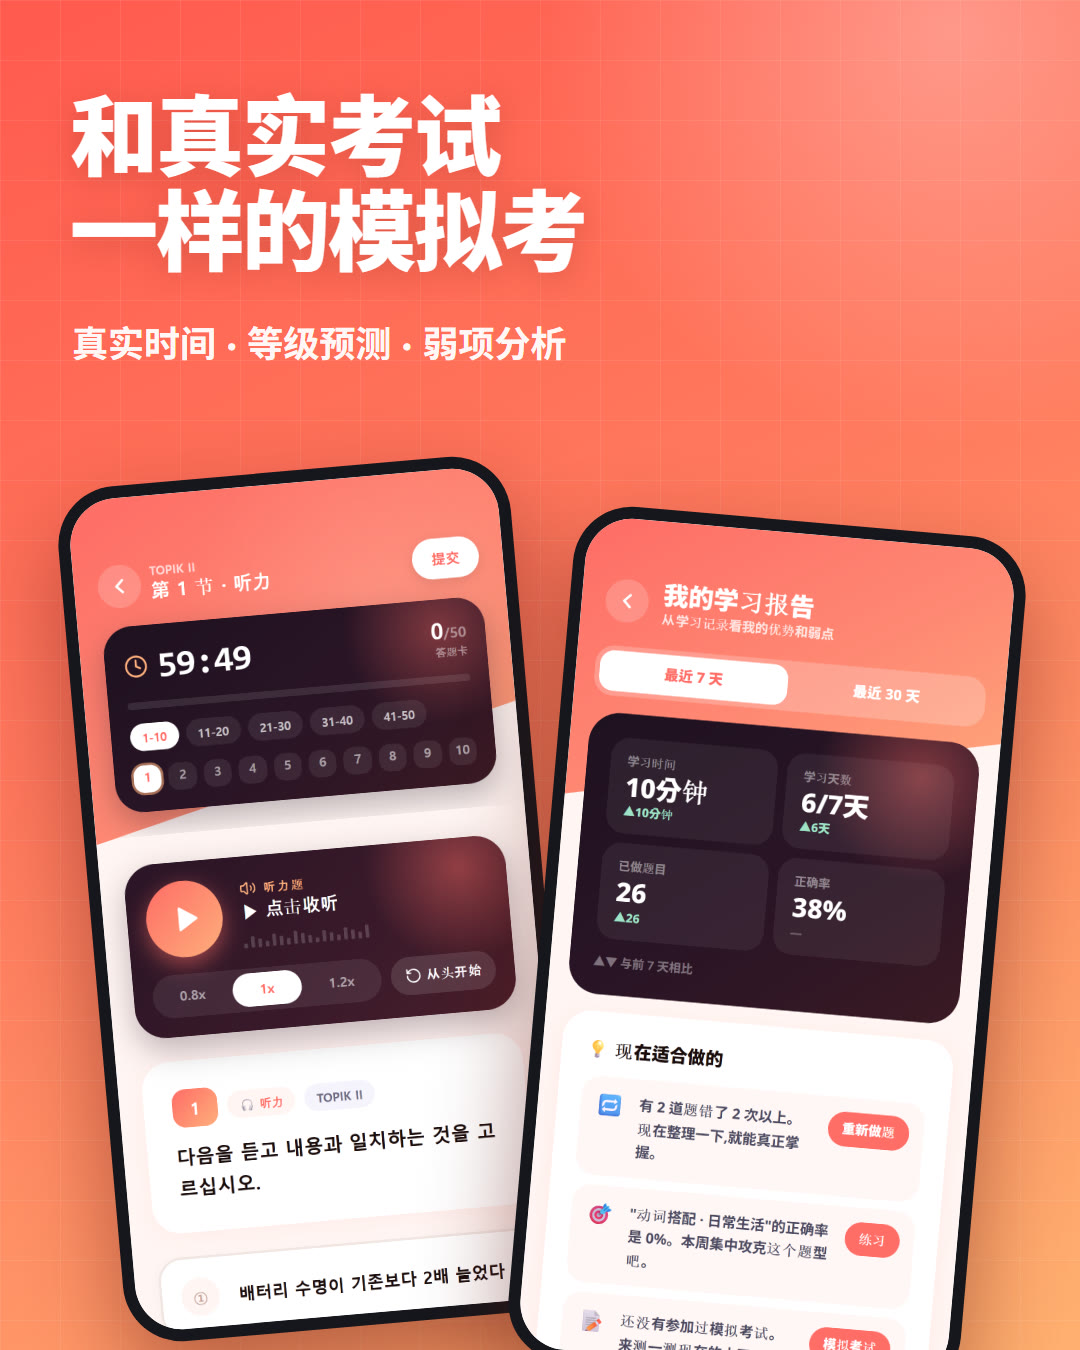 和真实考试
一样的模拟考
真实时间 · 等级预测 · 弱项分析
TOPIK II
第 1 节 · 听力
提交
59:49
0/50
答题卡
1-10
11-20
21-30
31-40
41-50
1
2
3
4
5
6
7
8
9
10
听力题
▶ 点击收听
0.8x
1x
1.2x
从头开始
1
听力
TOPIK II
다음을 듣고 내용과 일치하는 것을 고
르십시오.
①
배터리 수명이 기존보다 2배 늘었다
我的学习报告
从学习记录看我的优势和弱点
最近 7 天
最近 30 天
学习时间
10分钟
▲10分钟
学习天数
6/7天
▲6天
已做题目
26
▲26
正确率
38%
—
▲▼ 与前 7 天相比
现在适合做的
有 2 道题错了 2 次以上。
现在整理一下,就能真正掌
握。
重新做题
"动词搭配 · 日常生活"的正确率
是 0%。本周集中攻克这个题型
吧。
练习
还没有参加过模拟考试。
来测一测现在的
模拟考试